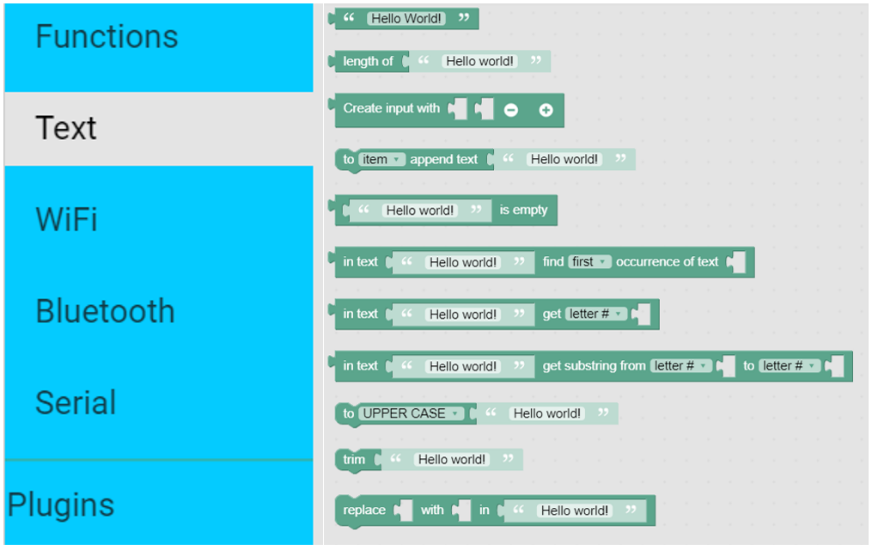 Functions
Text
WiFi
Bluetooth
Serial
Plugins
“ Hello World! ”
length of “ Hello world! ”
Create input with
to item append text “ Hello world! ”
“ Hello world! ” is empty
in text “ Hello world! ” find first occurrence of text
in text “ Hello world! ” get letter #
in text “ Hello world! ” get substring from letter # to letter #
to UPPER CASE “ Hello world! ”
trim “ Hello world! ”
replace with in “ Hello world! ”